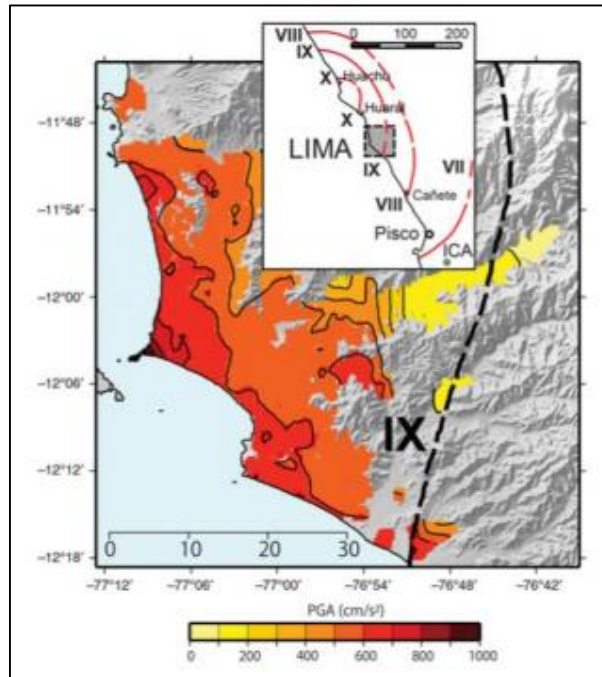 VIII
IX
X
Huacho
Huaral
X
LIMA
IX
VIII
Cañete
VII
Pisco
ICA
0 100 200
−11°48'
−11°54'
−12°00'
−12°06'
−12°12'
−12°18'
IX
0 10 20 30
−77°12' −77°06' −77°00' −76°54' −76°48' −76°42'
PGA (cm/s²)
0 200 400 600 800 1000